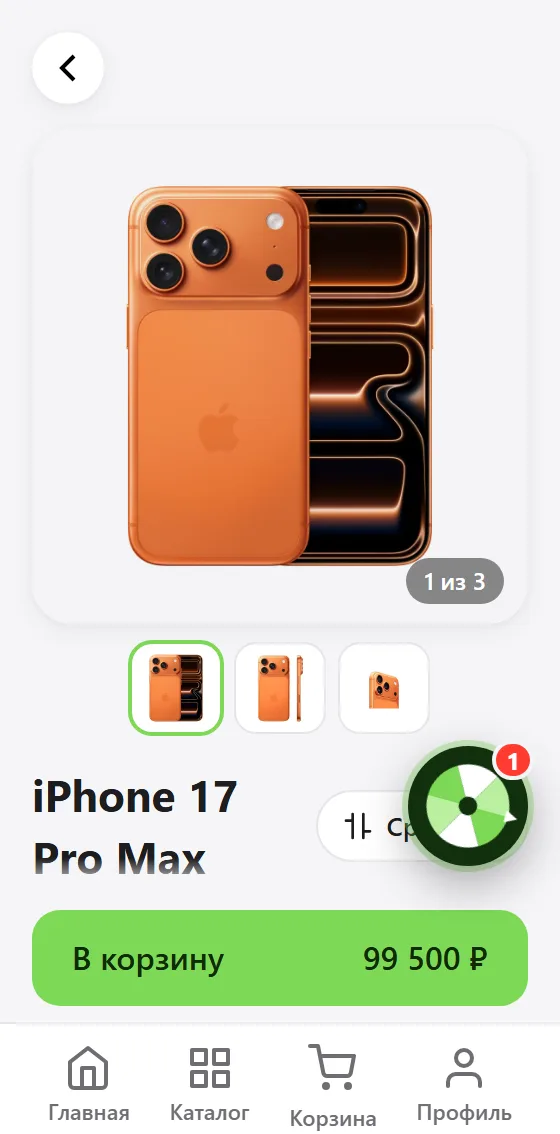 1 из 3
iPhone 17
Pro Max
1
В корзину
99 500 ₽
Главная
Каталог
Корзина
Профиль